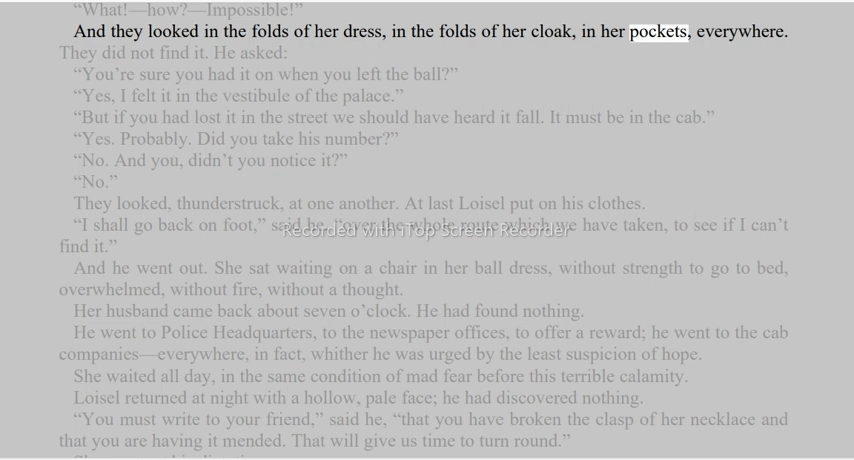 “What!—how?—Impossible!”
And they looked in the folds of her dress, in the folds of her cloak, in her pockets, everywhere.
They did not find it. He asked:
“You’re sure you had it on when you left the ball?”
“Yes, I felt it in the vestibule of the palace.”
“But if you had lost it in the street we should have heard it fall. It must be in the cab.”
“Yes. Probably. Did you take his number?”
“No. And you, didn’t you notice it?”
“No.”
They looked, thunderstruck, at one another. At last Loisel put on his clothes.
“I shall go back on foot,” said he, “over the whole route which we have taken, to see if I can’t
Recorded with iTop Screen Recorder
find it.”
And he went out. She sat waiting on a chair in her ball dress, without strength to go to bed,
overwhelmed, without fire, without a thought.
Her husband came back about seven o’clock. He had found nothing.
He went to Police Headquarters, to the newspaper offices, to offer a reward; he went to the cab
companies—everywhere, in fact, whither he was urged by the least suspicion of hope.
She waited all day, in the same condition of mad fear before this terrible calamity.
Loisel returned at night with a hollow, pale face; he had discovered nothing.
“You must write to your friend,” said he, “that you have broken the clasp of her necklace and
that you are having it mended. That will give us time to turn round.”